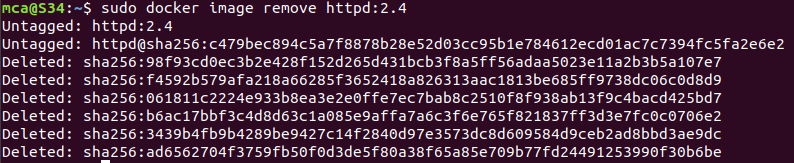 mca@S34:~$ sudo docker image remove httpd:2.4
Untagged: httpd:2.4
Untagged: httpd@sha256:c479bec894c5a7f8878b28e52d03cc95b1e784612ecd01ac7c7394fc5fa2e6e2
Deleted: sha256:98f93cd0ec3b2e428f152d265d431bcb3f8a5ff56adaa5023e11a2b3b5a107e7
Deleted: sha256:f4592b579afa218a66285f3652418a826313aac1813be685ff9738dc06c0d8d9
Deleted: sha256:061811c2224e933b8ea3e2e0ffe7ec7bab8c2510f8f938ab13f9c4bacd425bd7
Deleted: sha256:b6ac17bbf3c4d8d63c1a085e9affa7a6c3f6e765f821837ff3d3e7fc0c0706e2
Deleted: sha256:3439b4fb9b4289be9427c14f2840d97e3573dc8d609584d9ceb2ad8bbd3ae9dc
Deleted: sha256:ad6562704f3759fb50f0d3de5f80a38f65a85e709b77fd24491253990f30b6be